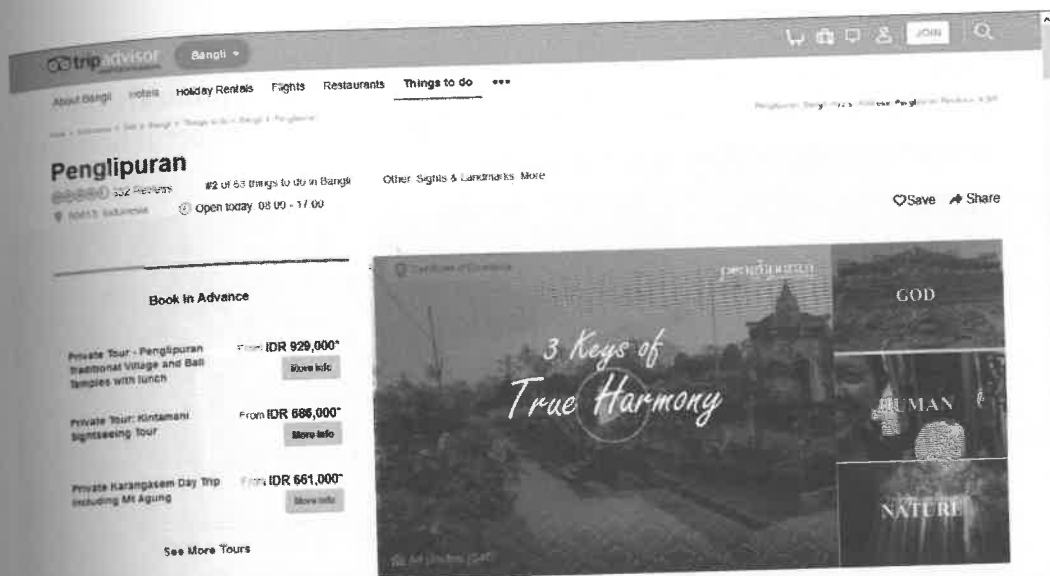 tripadvisor Bangli JOIN
About Bangli Hotels Holiday Rentals Flights Restaurants Things to do •••
Penglipuran
Reviews #2 of 63 things to do in Bangli Other, Sights & Landmarks, More
Indonesia Open today: 08:00 - 17:00
Save Share
Book In Advance
Private Tour - Penglipuran Traditional Village and Bali Temples with lunch
From IDR 929,000*
More Info
Private Tour: Kintamani Sightseeing Tour
From IDR 686,000*
More Info
Private Karangasem Day Trip including Mt Agung
From IDR 661,000*
More Info
See More Tours
Certificate of Excellence
penglipuran
3 Keys of
True Harmony
GOD
HUMAN
NATURE